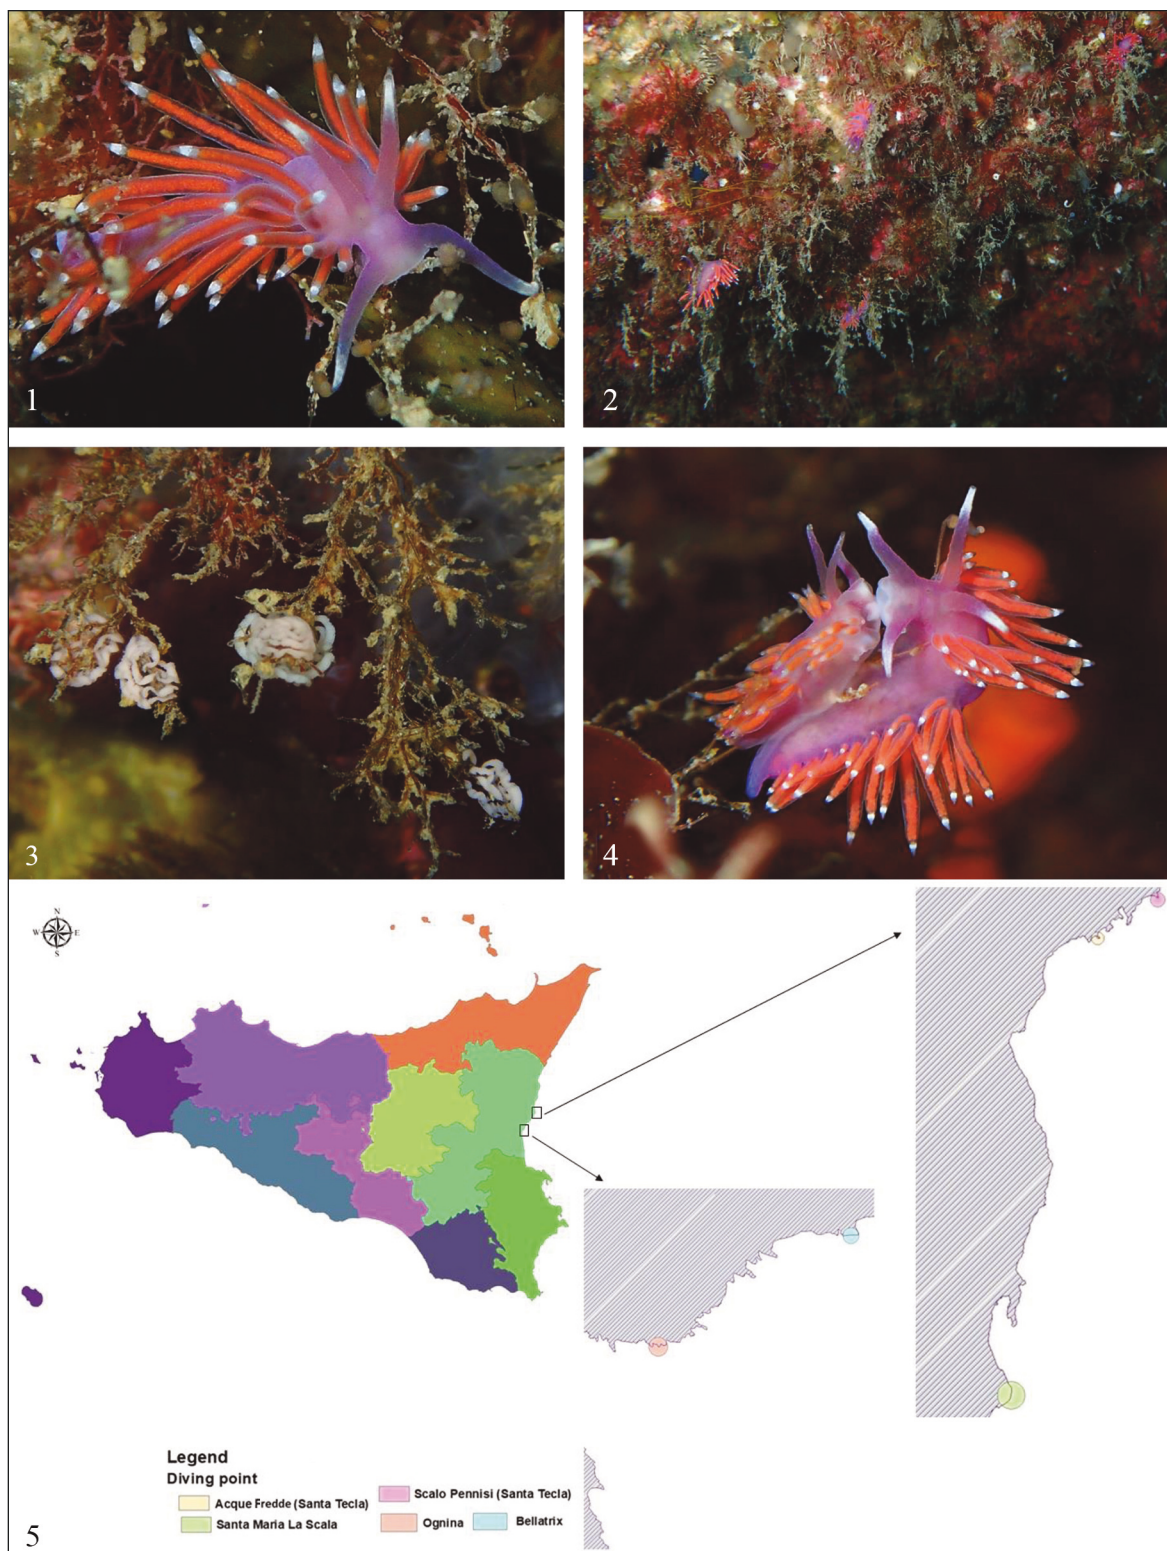 1
2
3
4
N
W E
S
Legend
Diving point
Acque Fredde (Santa Tecla)
Scalo Pennisi (Santa Tecla)
Santa Maria La Scala
Ognina
Bellatrix
5